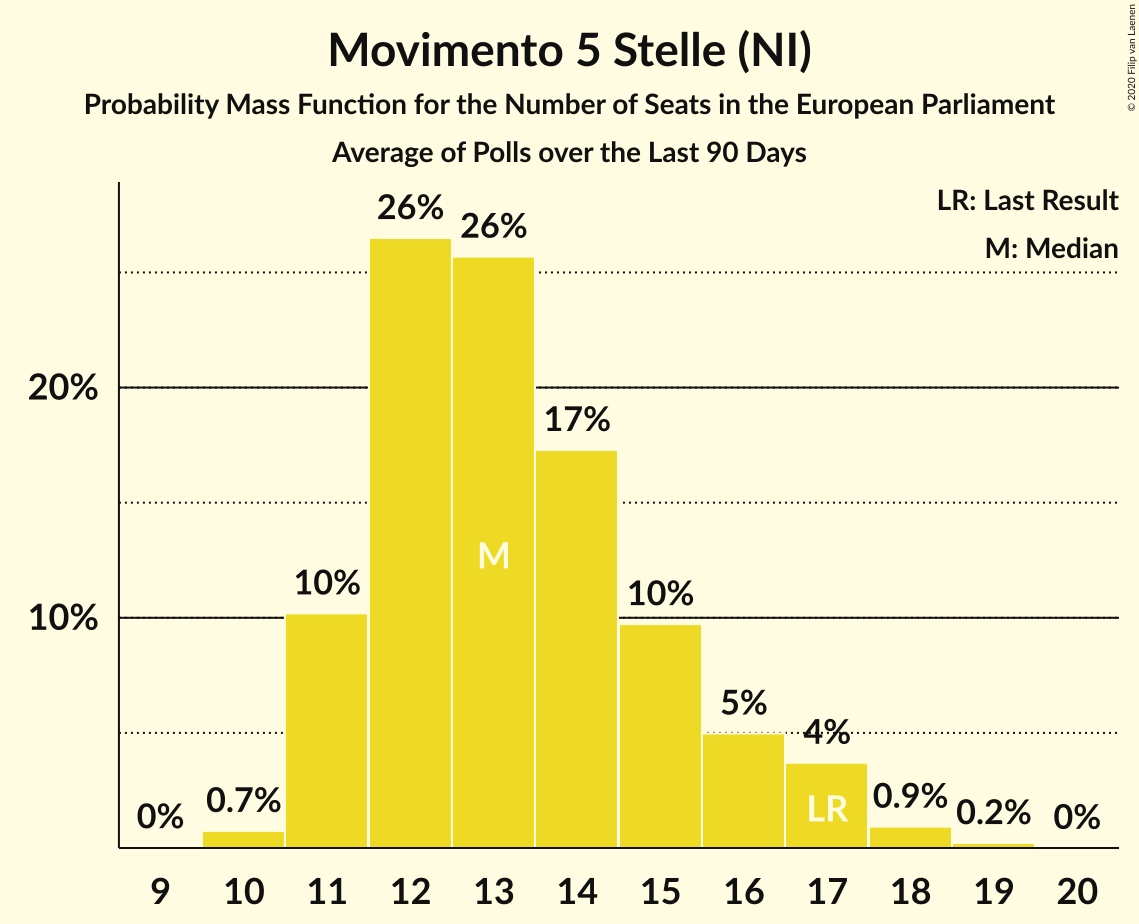 Movimento 5 Stelle (NI)
Probability Mass Function for the Number of Seats in the European Parliament
Average of Polls over the Last 90 Days
© 2020 Filip van Laenen
LR: Last Result
M: Median
26%
26%
20%
17%
M
10%
10%
10%
5%
4%
LR
0%
0.7%
0.9%
0.2%
0%
9 10 11 12 13 14 15 16 17 18 19 20